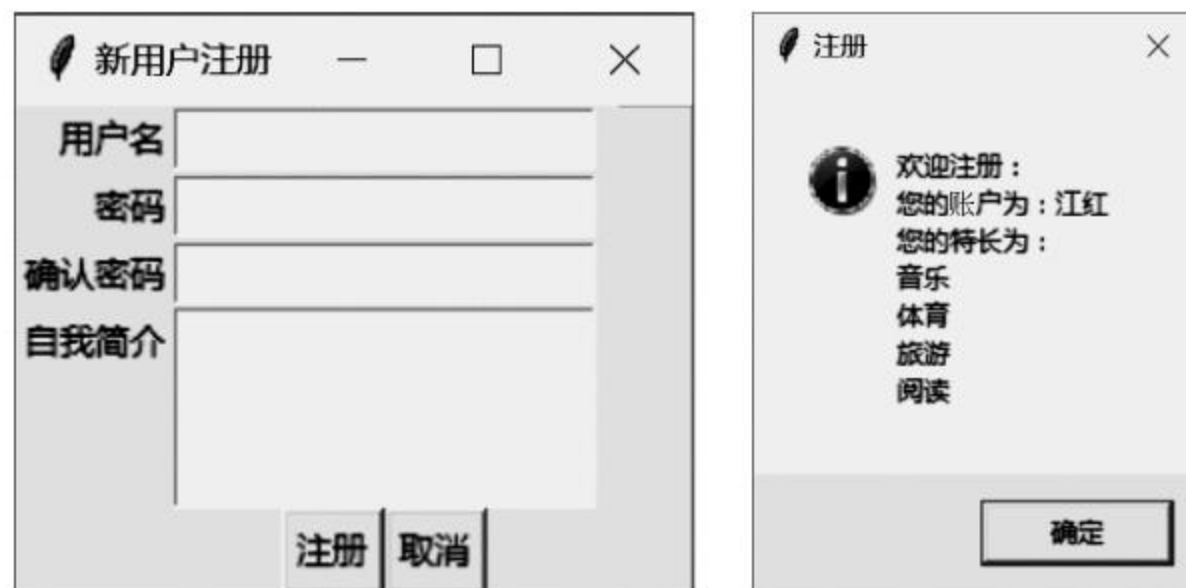 新用户注册
用户名
密码
确认密码
自我简介
注册 取消
注册
欢迎注册：
您的账户为：江红
您的特长为：
音乐
体育
旅游
阅读
确定